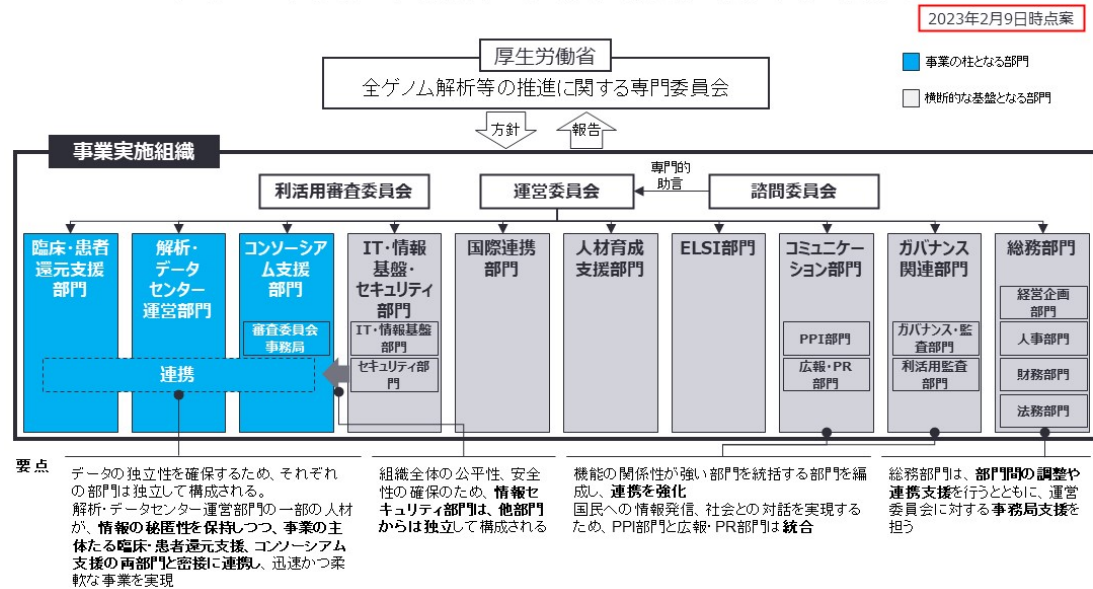 2023年2月9日時点案
事業の柱となる部門
横断的な基盤となる部門
厚生労働省
全ゲノム解析等の推進に関する専門委員会
方針
報告
事業実施組織
利活用審査委員会
運営委員会
専門的
助言
諮問委員会
臨床・患者
還元支援
部門
解析・
データ
センター
運営部門
コンソーシア
ム支援
部門
審査委員会
事務局
連携
IT・情報
基盤・
セキュリティ
部門
IT・情報基盤
部門
セキュリティ部
門
国際連携
部門
人材育成
支援部門
ELSI部門
コミュニケー
ション部門
PPI部門
広報・PR
部門
ガバナンス
関連部門
ガバナンス・監
査部門
利活用監査
部門
総務部門
経営企画
部門
人事部門
財務部門
法務部門
要点
データの独立性を確保するため、それぞれ
の部門は独立して構成される。
解析・データセンター運営部門の一部の人材
が、情報の秘匿性を保持しつつ、事業の主
体たる臨床・患者還元支援、コンソーシアム
支援の両部門と密接に連携し、迅速かつ柔
軟な事業を実現
組織全体の公平性、安全
性の確保のため、情報セ
キュリティ部門は、他部門
からは独立して構成される
機能の関係性が強い部門を統括する部門を編
成し、連携を強化
国民への情報発信、社会との対話を実現する
ため、PPI部門と広報・PR部門は統合
総務部門は、部門間の調整や
連携支援を行うとともに、運営
委員会に対する事務局支援を
担う